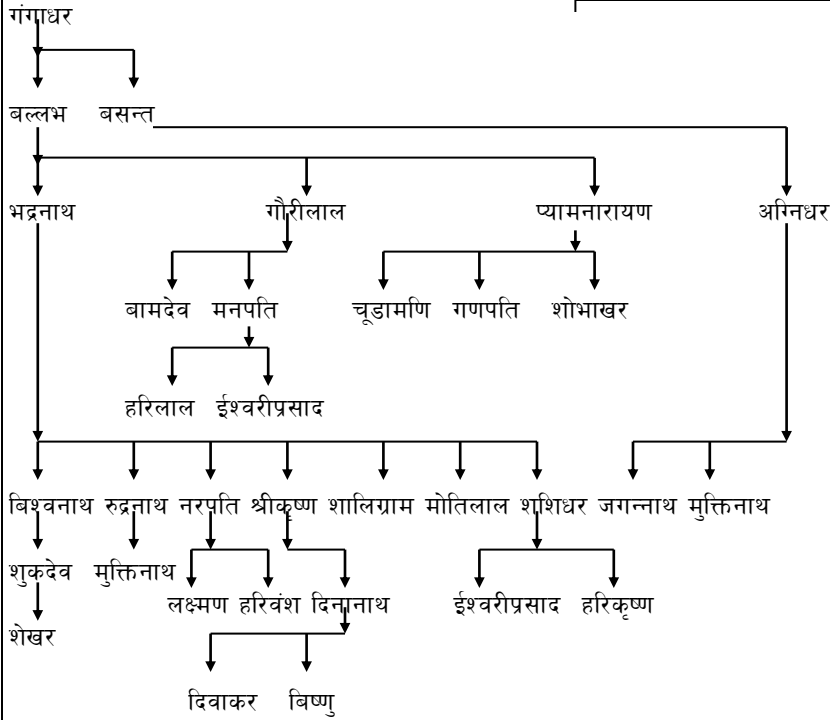 गंगाधर
बल्लभ बसन्त
भद्रनाथ गौरीलाल प्यामनारायण अग्निधर
बामदेव मनपति चूडामणि गणपति शोभाखर
हरिलाल ईश्वरीप्रसाद
बिश्वनाथ रुद्रनाथ नरपति श्रीकृष्ण शालिग्राम मोतिलाल शशिधर जगन्नाथ मुक्तिनाथ
शुकदेव मुक्तिनाथ
लक्ष्मण हरिवंश दिनानाथ ईश्वरीप्रसाद हरिकृष्ण
शेखर
दिवाकर बिष्णु